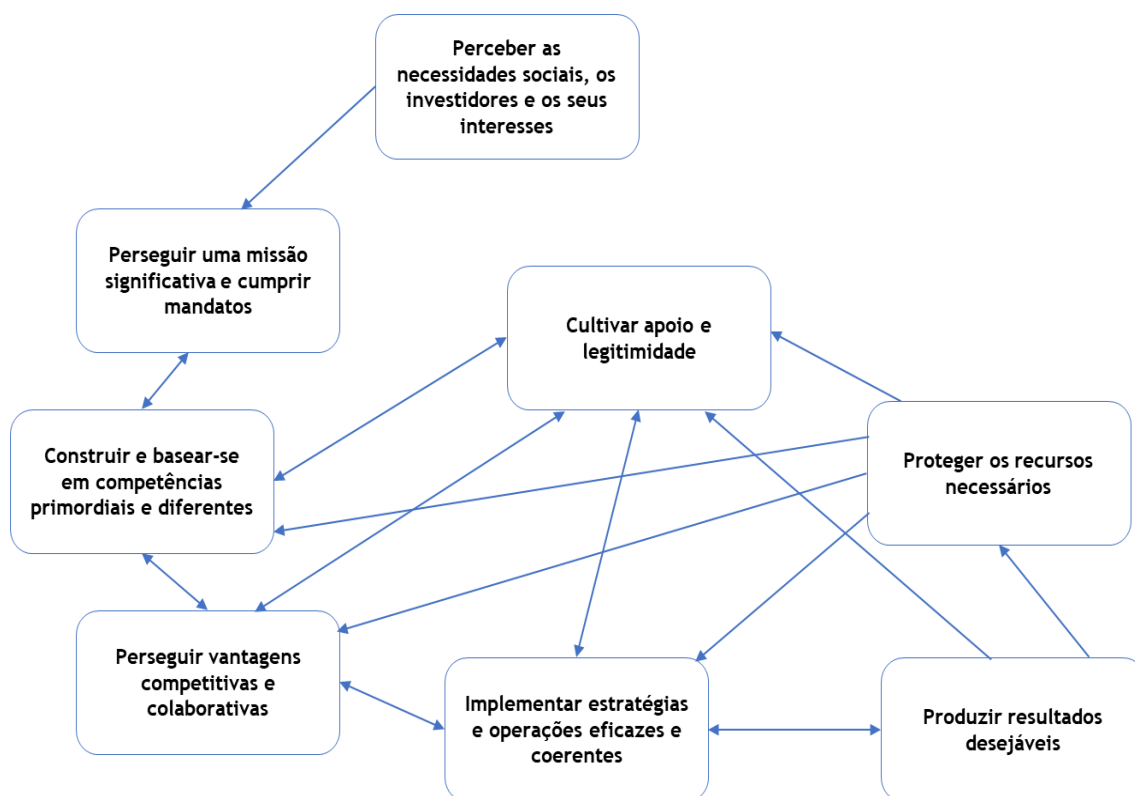 Perceber as
necessidades sociais, os
investidores e os seus
interesses
Perseguir uma missão
significativa e cumprir
mandatos
Cultivar apoio e
legitimidade
Construir e basear-se
em competências
primordiais e diferentes
Proteger os recursos
necessários
Perseguir vantagens
competitivas e
colaborativas
Implementar estratégias
e operações eficazes e
coerentes
Produzir resultados
desejáveis